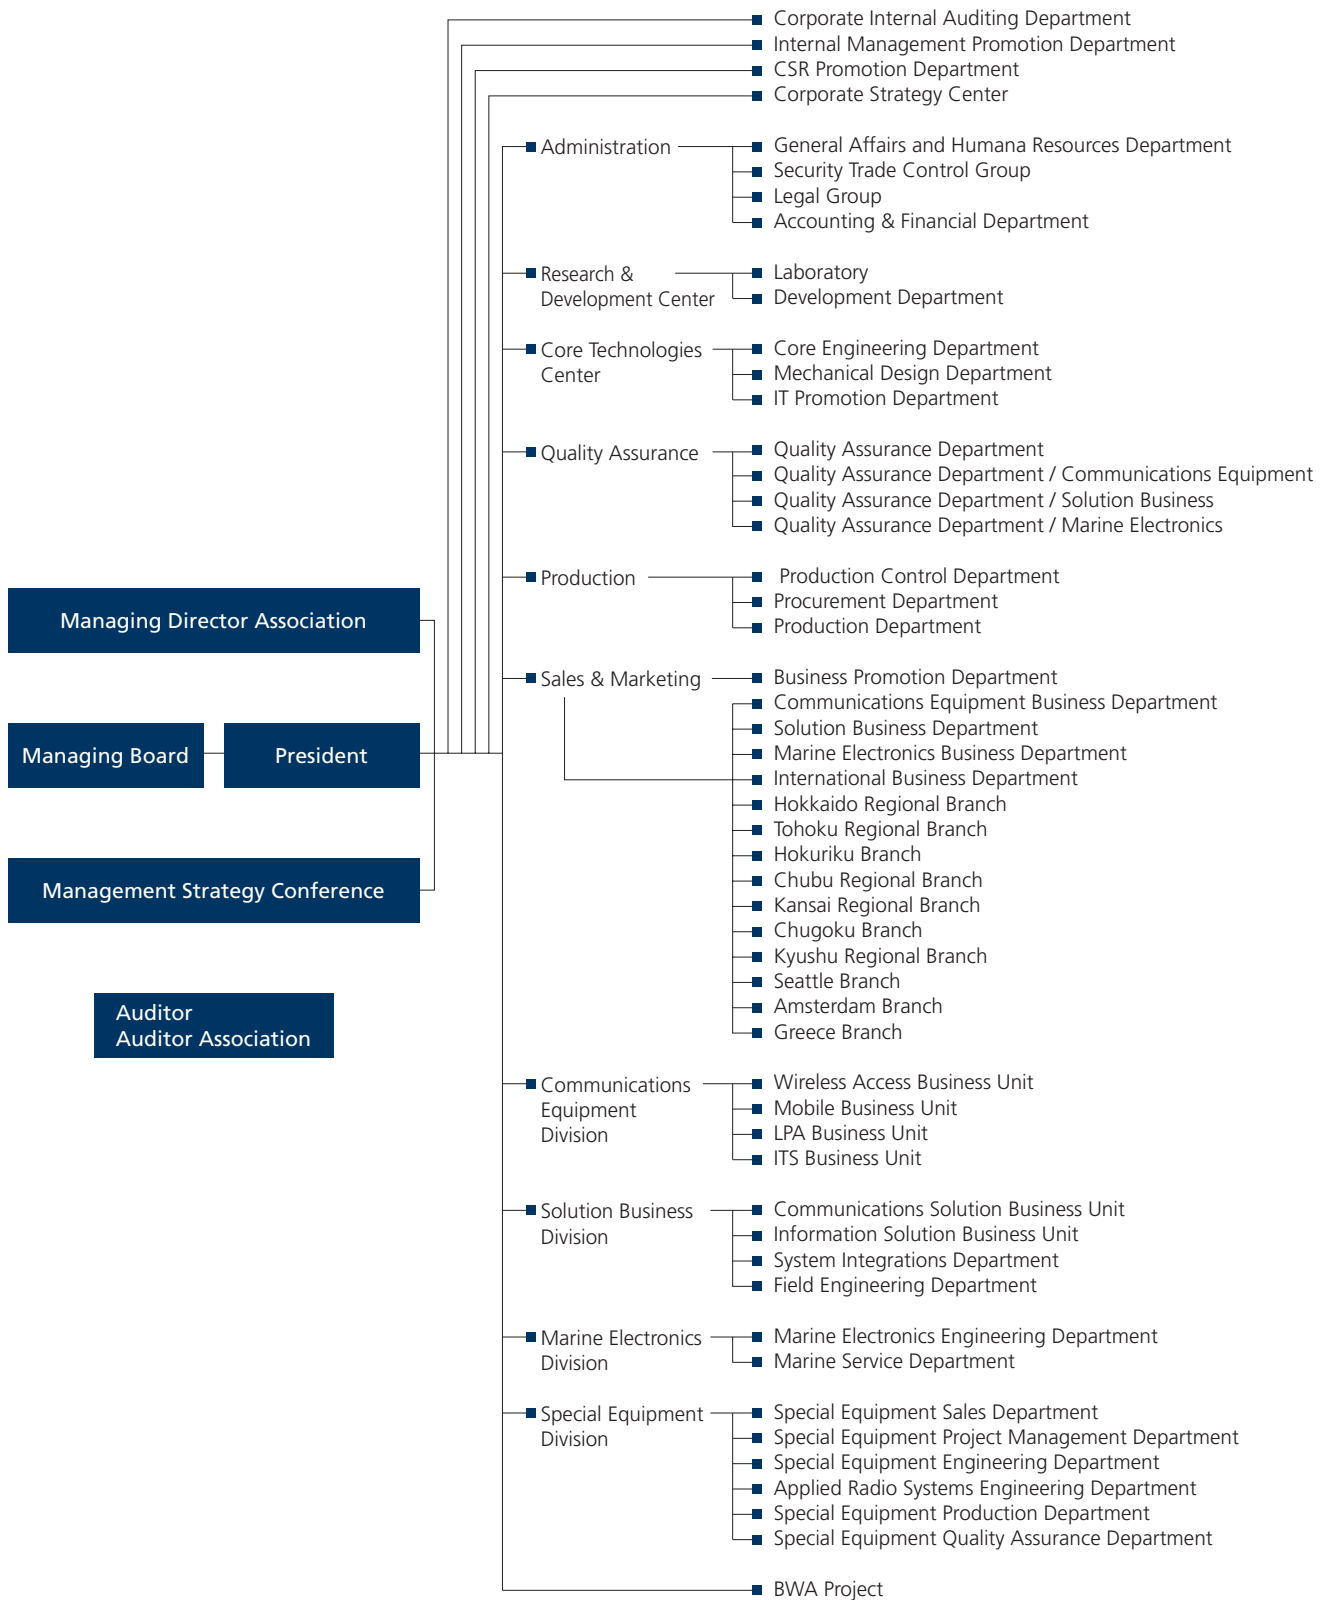 Corporate Internal Auditing Department
Internal Management Promotion Department
CSR Promotion Department
Corporate Strategy Center
Administration
General Affairs and Humana Resources Department
Security Trade Control Group
Legal Group
Accounting & Financial Department
Research &
Development Center
Laboratory
Development Department
Core Technologies
Center
Core Engineering Department
Mechanical Design Department
IT Promotion Department
Quality Assurance
Quality Assurance Department
Quality Assurance Department / Communications Equipment
Quality Assurance Department / Solution Business
Quality Assurance Department / Marine Electronics
Production
Production Control Department
Procurement Department
Production Department
Managing Director Association
Managing Board
President
Management Strategy Conference
Auditor
Auditor Association
Sales & Marketing
Business Promotion Department
Communications Equipment Business Department
Solution Business Department
Marine Electronics Business Department
International Business Department
Hokkaido Regional Branch
Tohoku Regional Branch
Hokuriku Branch
Chubu Regional Branch
Kansai Regional Branch
Chugoku Branch
Kyushu Regional Branch
Seattle Branch
Amsterdam Branch
Greece Branch
Communications
Equipment
Division
Wireless Access Business Unit
Mobile Business Unit
LPA Business Unit
ITS Business Unit
Solution Business
Division
Communications Solution Business Unit
Information Solution Business Unit
System Integrations Department
Field Engineering Department
Marine Electronics
Division
Marine Electronics Engineering Department
Marine Service Department
Special Equipment
Division
Special Equipment Sales Department
Special Equipment Project Management Department
Special Equipment Engineering Department
Applied Radio Systems Engineering Department
Special Equipment Production Department
Special Equipment Quality Assurance Department
BWA Project